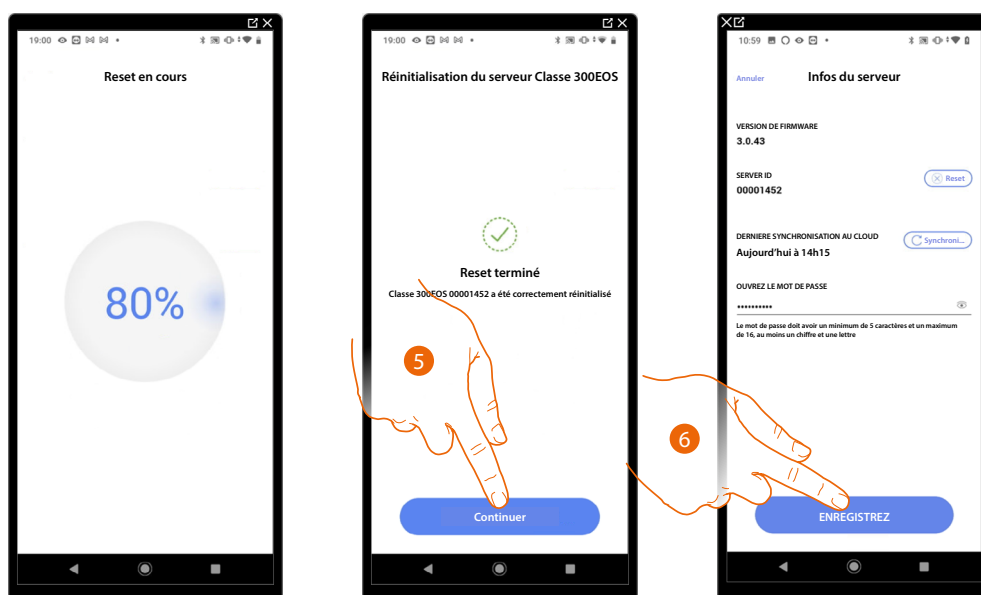 19:00
Reset en cours
80%
19:00
Réinitialisation du serveur Classe 300EOS
Reset terminé
Classe 300EOS 00001452 a été correctement réinitialisé
5
Continuer
10:59
Annuler
Infos du serveur
VERSION DE FIRMWARE
3.0.43
SERVER ID
00001452
Reset
DERNIERE SYNCHRONISATION AU CLOUD
Synchroni...
Aujourd'hui à 14h15
OUVREZ LE MOT DE PASSE
••••••••••
Le mot de passe doit avoir un minimum de 5 caractères et un maximum
de 16, au moins un chiffre et une lettre
6
ENREGISTREZ